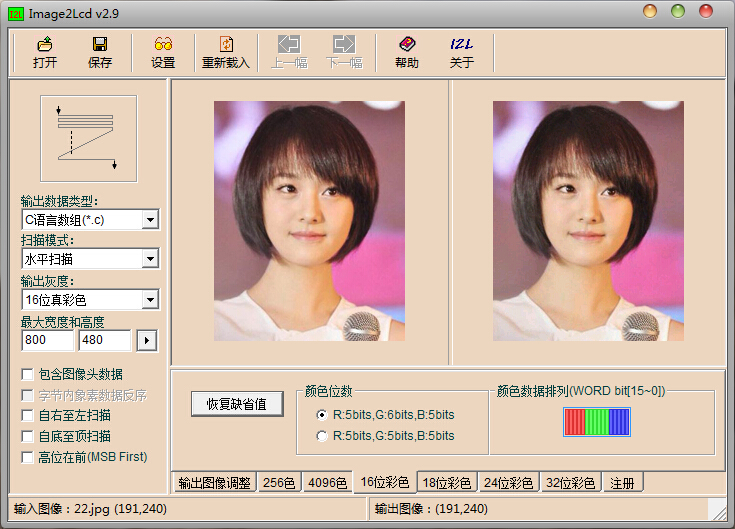 I2L Image2Lcd v2.9
打开 保存 设置 重新载入 上一幅 下一幅 帮助 I2L 关于
输出数据类型:
C语言数组(*.c)
扫描模式:
水平扫描
输出灰度:
16位真彩色
最大宽度和高度
800 480
包含图像头数据
字节内象素数据反序
自右至左扫描
自底至顶扫描
高位在前(MSB First)
恢复缺省值
颜色位数
R:5bits,G:6bits,B:5bits
R:5bits,G:5bits,B:5bits
颜色数据排列(WORD bit[15~0])
输出图像调整 256色 4096色 16位彩色 18位彩色 24位彩色 32位彩色 注册
输入图像: 22.jpg (191,240) 输出图像: (191,240)